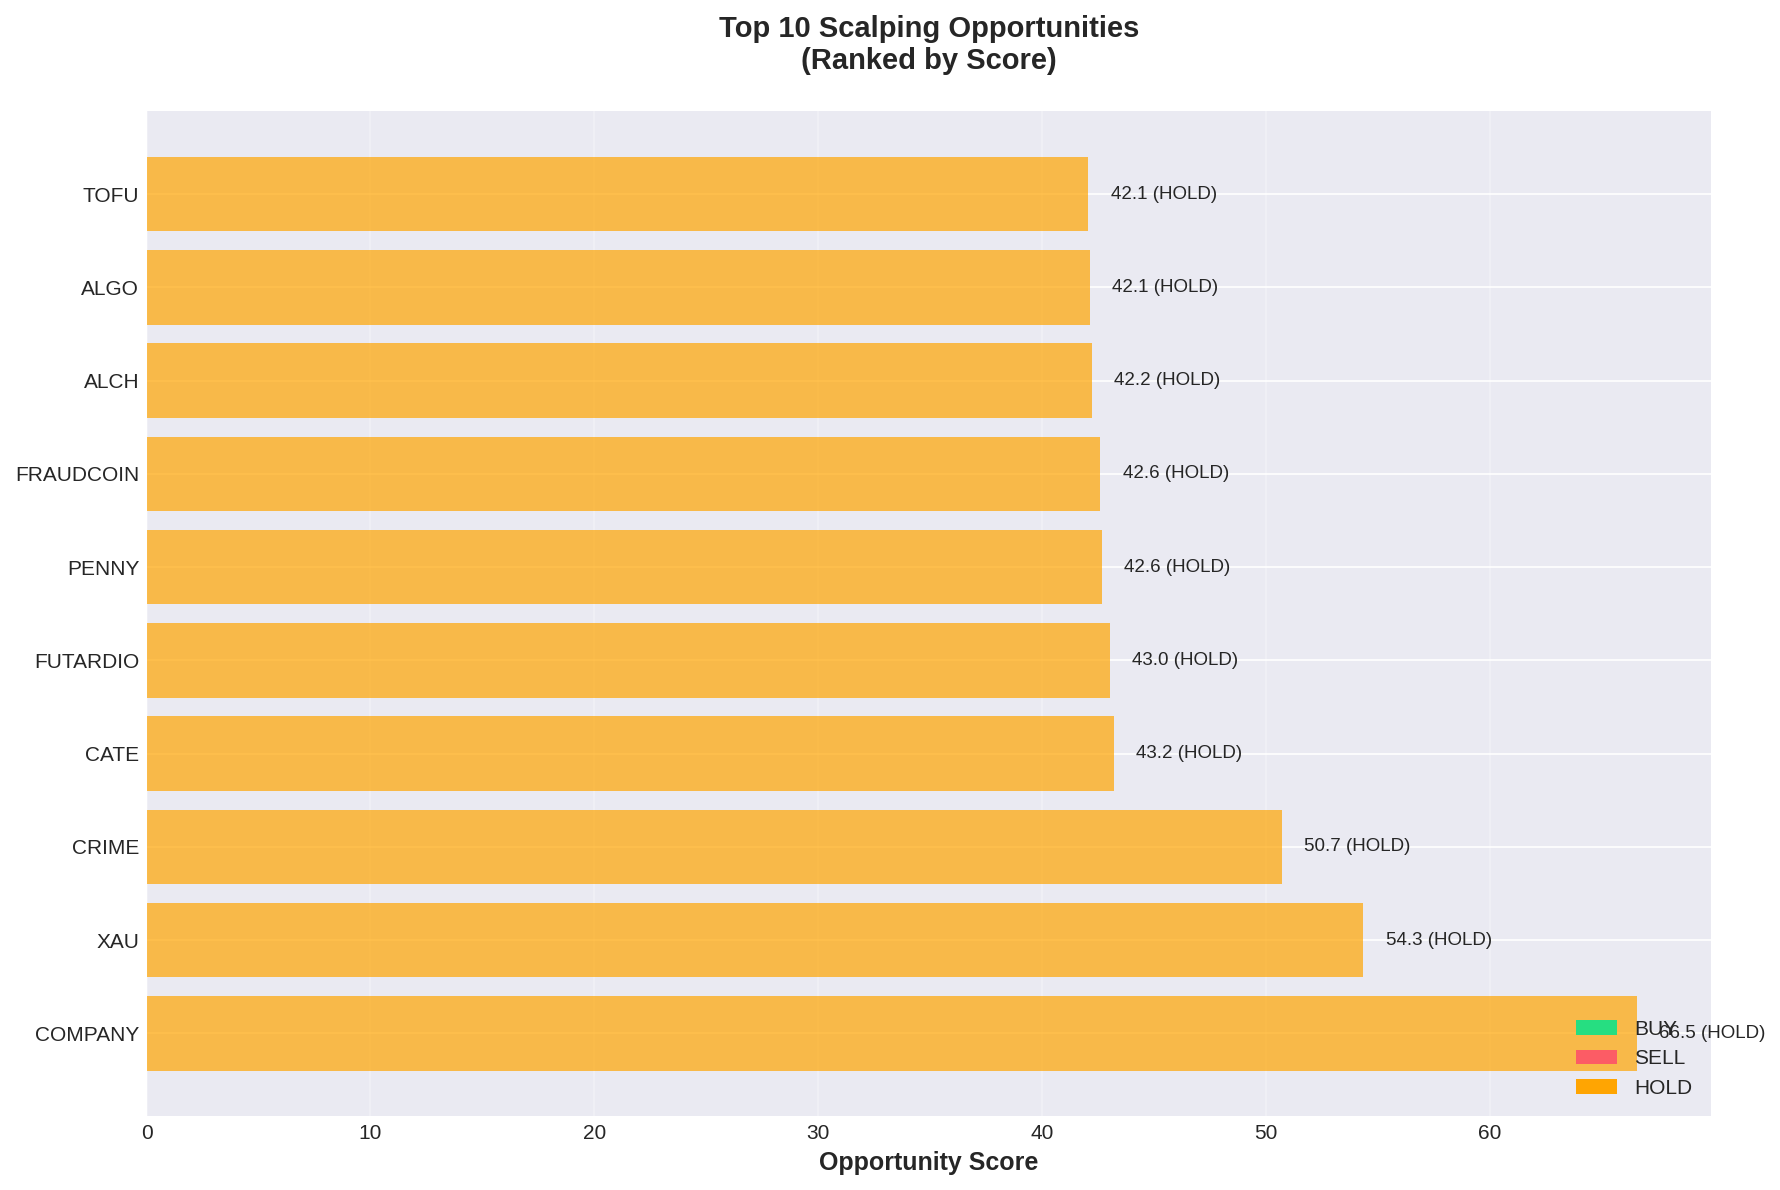 Top 10 Scalping Opportunities
(Ranked by Score)
TOFU
42.1 (HOLD)
ALGO
42.1 (HOLD)
ALCH
42.2 (HOLD)
FRAUDCOIN
42.6 (HOLD)
PENNY
42.6 (HOLD)
FUTARDIO
43.0 (HOLD)
CATE
43.2 (HOLD)
CRIME
50.7 (HOLD)
XAU
54.3 (HOLD)
COMPANY
66.5 (HOLD)
BUY
SELL
HOLD
0 10 20 30 40 50 60
Opportunity Score